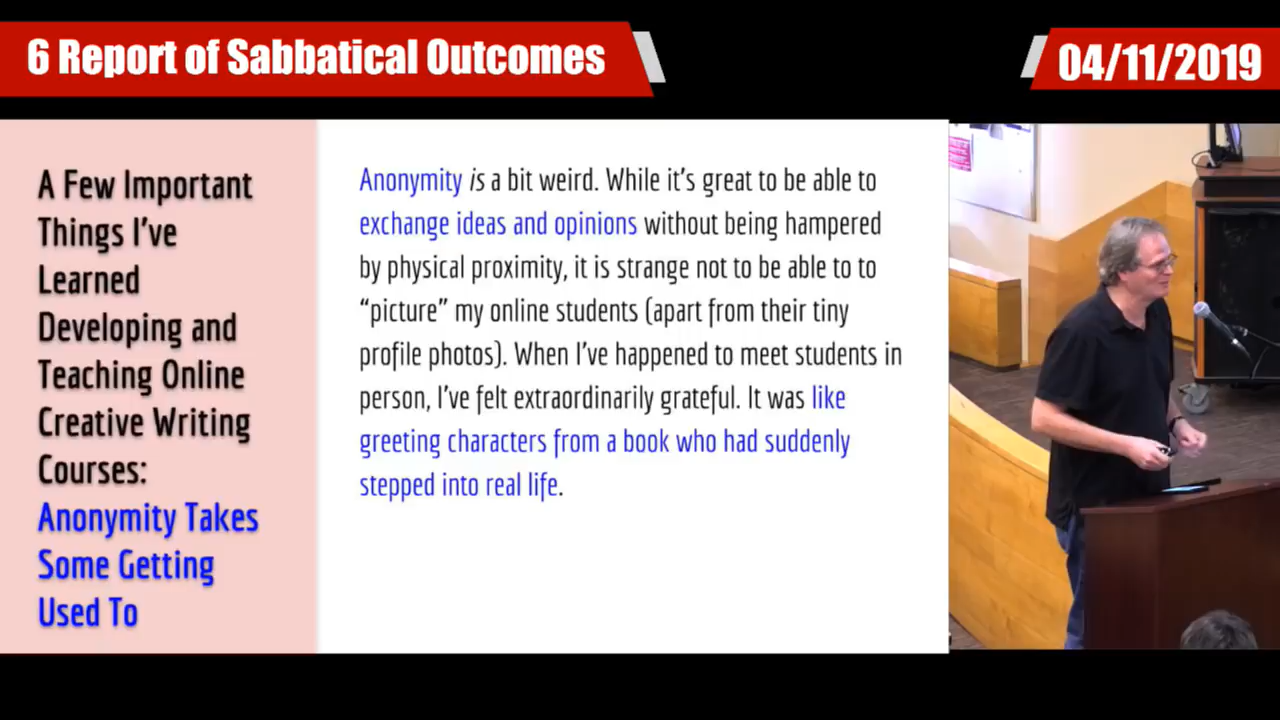 6 Report of Sabbatical Outcomes
04/11/2019
A Few Important
Things I've
Learned
Developing and
Teaching Online
Creative Writing
Courses:
Anonymity Takes
Some Getting
Used To
Anonymity is a bit weird. While it's great to be able to
exchange ideas and opinions without being hampered
by physical proximity, it is strange not to be able to to
“picture” my online students (apart from their tiny
profile photos). When I've happened to meet students in
person, I've felt extraordinarily grateful. It was like
greeting characters from a book who had suddenly
stepped into real life.